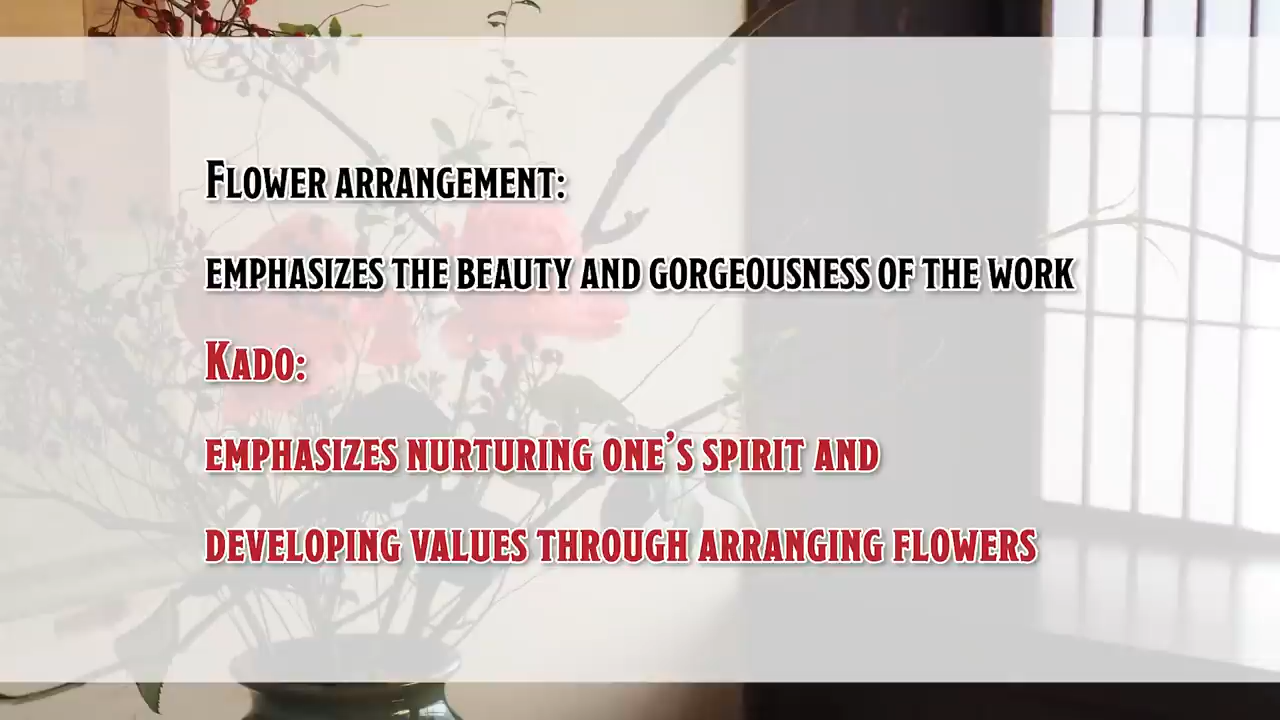 Flower arrangement:
emphasizes the beauty and gorgeousness of the work
Kado:
emphasizes nurturing one's spirit and
developing values through arranging flowers